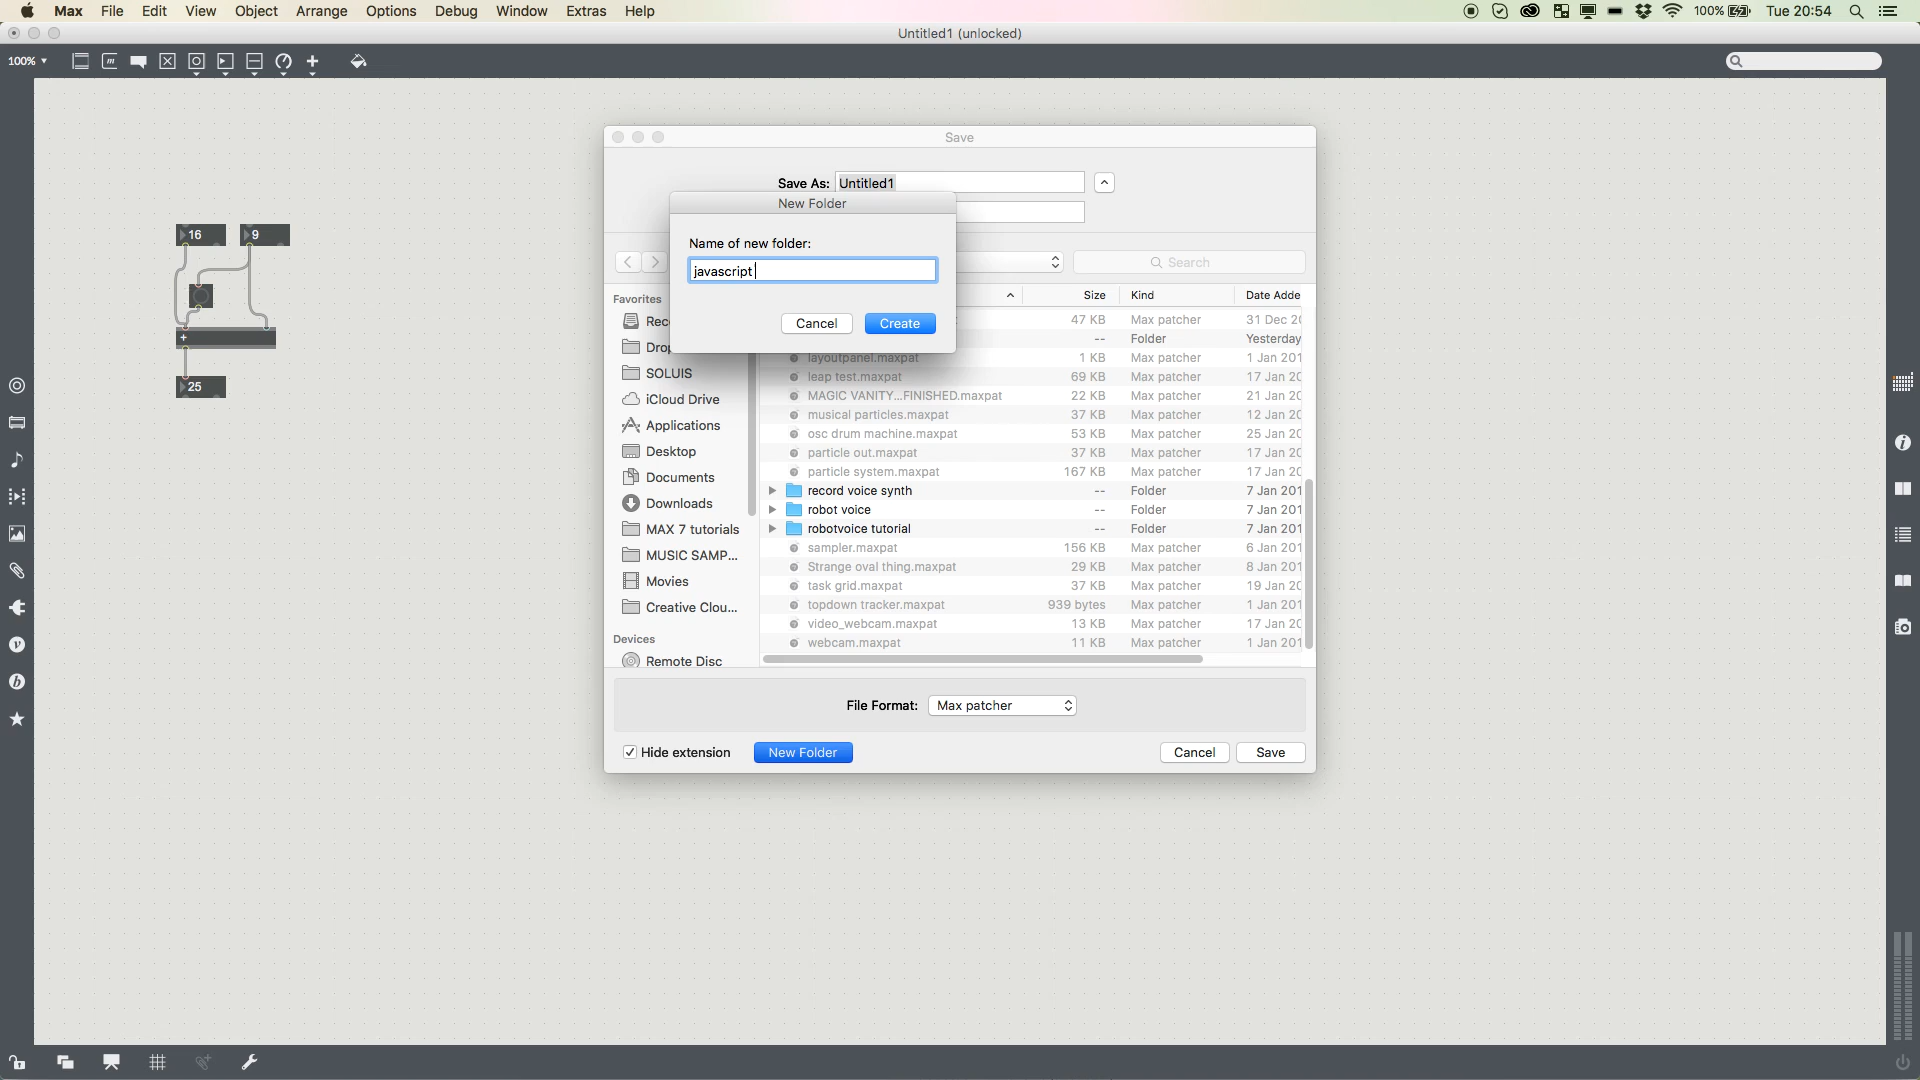 Max File Edit View Object Arrange Options Debug Window Extras Help 100% Tue 20:54
Untitled1 (unlocked)
100%
Save
Save As: Untitled1
New Folder
Name of new folder:
javascript
Cancel Create
Search
Size Kind Date Adde
47 KB Max patcher 31 Dec 20
-- Folder Yesterday
layoutpanel.maxpat 1 KB Max patcher 1 Jan 201
leap test.maxpat 69 KB Max patcher 17 Jan 20
MAGIC VANITY...FINISHED.maxpat 22 KB Max patcher 21 Jan 20
musical particles.maxpat 37 KB Max patcher 12 Jan 20
osc drum machine.maxpat 53 KB Max patcher 25 Jan 20
particle out.maxpat 37 KB Max patcher 17 Jan 20
particle system.maxpat 167 KB Max patcher 17 Jan 20
record voice synth -- Folder 7 Jan 201
robot voice -- Folder 7 Jan 201
robotvoice tutorial -- Folder 7 Jan 201
sampler.maxpat 156 KB Max patcher 6 Jan 201
Strange oval thing.maxpat 29 KB Max patcher 8 Jan 201
task grid.maxpat 37 KB Max patcher 19 Jan 20
topdown tracker.maxpat 939 bytes Max patcher 1 Jan 201
video_webcam.maxpat 13 KB Max patcher 17 Jan 20
webcam.maxpat 11 KB Max patcher 1 Jan 201
Favorites
Rec
Drop
SOLUIS
iCloud Drive
Applications
Desktop
Documents
Downloads
MAX 7 tutorials
MUSIC SAMP...
Movies
Creative Clou...
Devices
Remote Disc
File Format: Max patcher
Hide extension New Folder Cancel Save
16 9
+
25